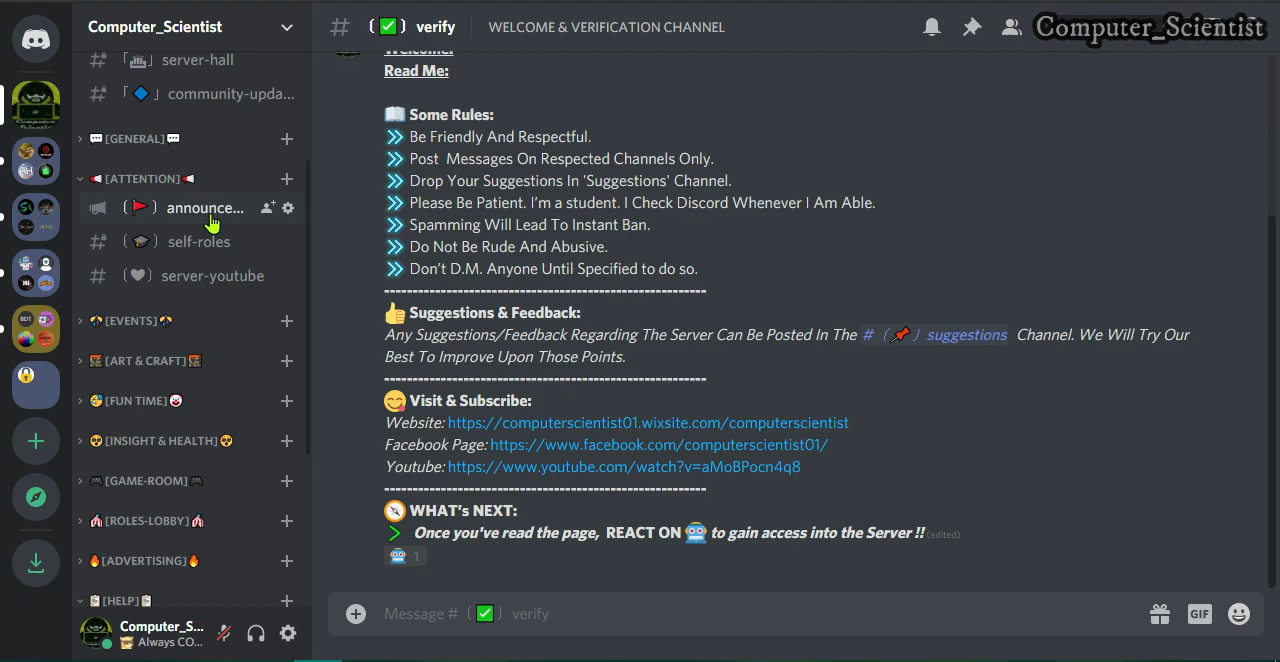 Computer_Scientist
server-hall
community-upda...
[GENERAL]
[ATTENTION]
announce...
self-roles
server-youtube
[EVENTS]
[ART & CRAFT]
[FUN TIME]
[INSIGHT & HEALTH]
[GAME-ROOM]
[ROLES-LOBBY]
[ADVERTISING]
[HELP]
Computer_S...
Always CO...
verify
WELCOME & VERIFICATION CHANNEL
Computer_Scientist
Welcome!
Read Me:
Some Rules:
Be Friendly And Respectful.
Post Messages On Respected Channels Only.
Drop Your Suggestions In 'Suggestions' Channel.
Please Be Patient. I'm a student. I Check Discord Whenever I Am Able.
Spamming Will Lead To Instant Ban.
Do Not Be Rude And Abusive.
Don't D.M. Anyone Until Specified to do so.
----------------------------------------------------------
Suggestions & Feedback:
Any Suggestions/Feedback Regarding The Server Can Be Posted In The # (📌) suggestions Channel. We Will Try Our
Best To Improve Upon Those Points.
----------------------------------------------------------
Visit & Subscribe:
Website: https://computerscientist01.wixsite.com/computerscientist
Facebook Page: https://www.facebook.com/computerscientist01/
Youtube: https://www.youtube.com/watch?v=aMoBPocn4q8
----------------------------------------------------------
WHAT's NEXT:
Once you've read the page, REACT ON 🤖 to gain access into the Server !! (edited)
1
Message # (✅) verify
GIF